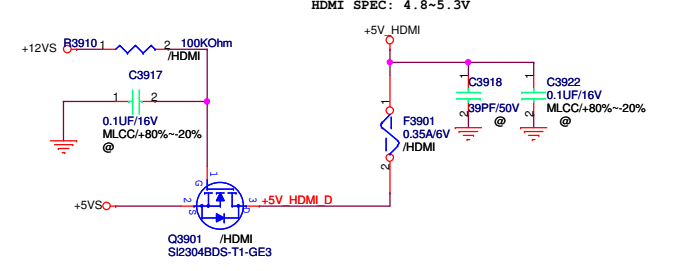 HDMI SPEC: 4.8~5.3V
+5V_HDMI
+12VS
R3910
1
2
100KOhm
/HDMI
C3917
1
2
0.1UF/16V
MLCC/+80%~-20%
@
1
C3918
39PF/50V
2
@
1
C3922
0.1UF/16V
MLCC/+80%~-20%
2
@
1
F3901
0.35A/6V
/HDMI
2
1
G
+5VS
2
S
3
D
+5V_HDMI_D
Q3901
/HDMI
SI2304BDS-T1-GE3